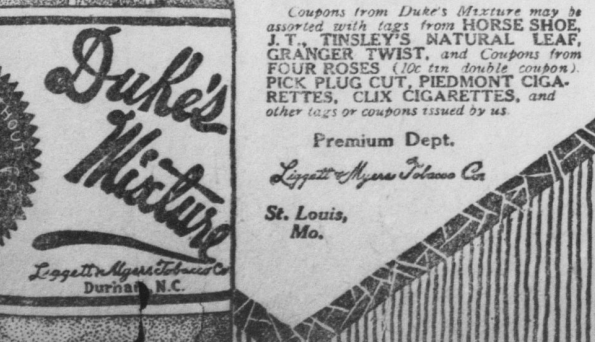 Duke's
Mixture
Liggett & Myers Tobacco Co
Durham, N.C.
WITHOUT
Coupons from Duke's Mixture may be
assorted with tags from HORSE SHOE,
J. T., TINSLEY'S NATURAL LEAF,
GRANGER TWIST, and Coupons from
FOUR ROSES (10c tin double coupon),
PICK PLUG CUT, PIEDMONT CIGA-
RETTES, CLIX CIGARETTES, and
other tags or coupons issued by us.
Premium Dept.
Liggett & Myers Tobacco Co.
St. Louis,
Mo.